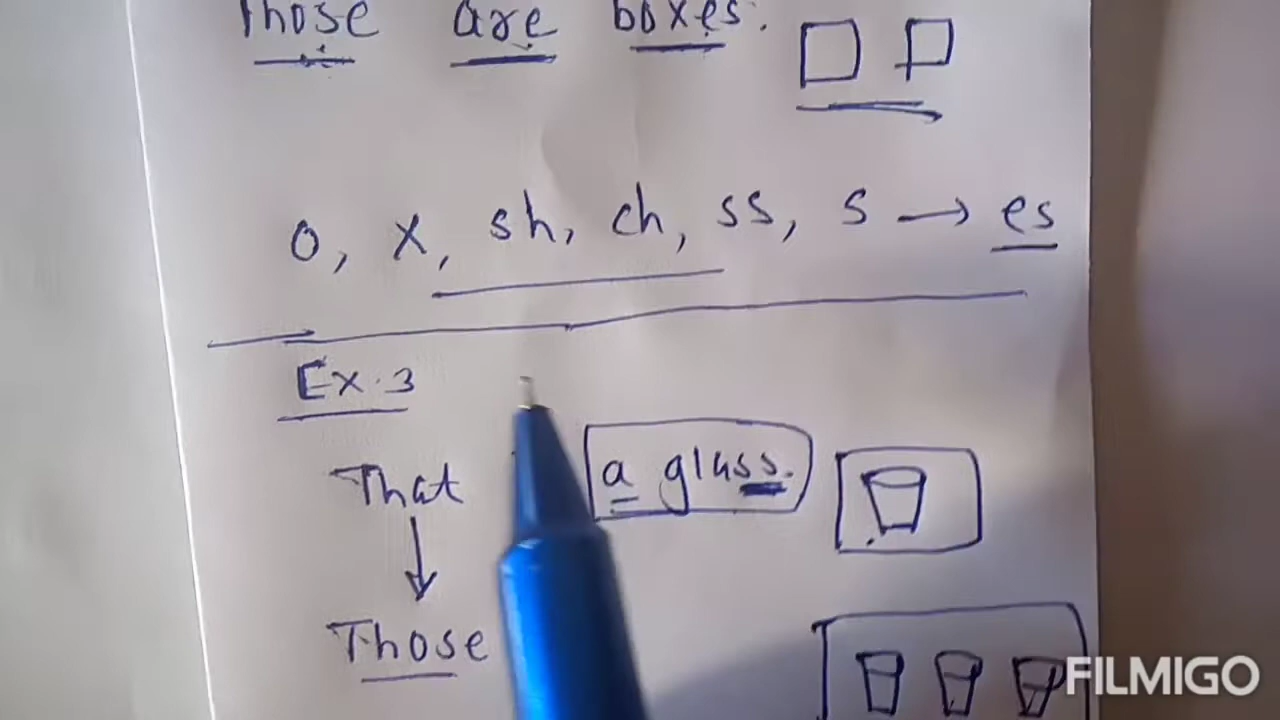 Those are boxes.
o, x, sh, ch, ss, s → es
Ex. 3
That a glass.
Those
FILMIGO